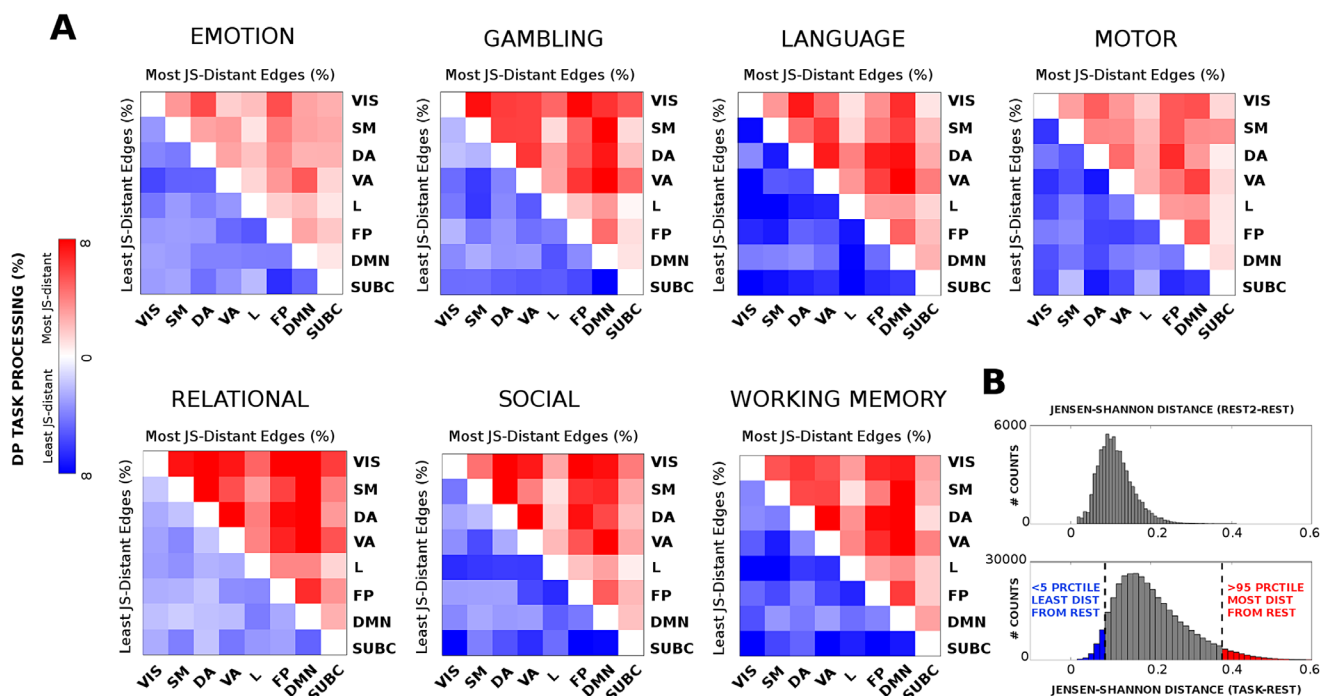 A
EMOTION
GAMBLING
LANGUAGE
MOTOR
Most JS-Distant Edges (%)
Most JS-Distant Edges (%)
Most JS-Distant Edges (%)
Most JS-Distant Edges (%)
Least JS-Distant Edges (%)
VIS
SM
DA
VA
L
FP
DMN
SUBC
VIS SM DA VA L FP DMN SUBC
Least JS-Distant Edges (%)
VIS
SM
DA
VA
L
FP
DMN
SUBC
VIS SM DA VA L FP DMN SUBC
Least JS-Distant Edges (%)
VIS
SM
DA
VA
L
FP
DMN
SUBC
VIS SM DA VA L FP DMN SUBC
Least JS-Distant Edges (%)
VIS
SM
DA
VA
L
FP
DMN
SUBC
VIS SM DA VA L FP DMN SUBC
DP TASK PROCESSING (%)
Least JS-distant
Most JS-distant
8
0
8
RELATIONAL
SOCIAL
WORKING MEMORY
Most JS-Distant Edges (%)
Most JS-Distant Edges (%)
Most JS-Distant Edges (%)
Least JS-Distant Edges (%)
VIS
SM
DA
VA
L
FP
DMN
SUBC
VIS SM DA VA L FP DMN SUBC
Least JS-Distant Edges (%)
VIS
SM
DA
VA
L
FP
DMN
SUBC
VIS SM DA VA L FP DMN SUBC
Least JS-Distant Edges (%)
VIS
SM
DA
VA
L
FP
DMN
SUBC
VIS SM DA VA L FP DMN SUBC
B
JENSEN-SHANNON DISTANCE (REST2-REST)
6000
# COUNTS
0
0 0.2 0.4 0.6
30000
# COUNTS
0
<5 PRCTILE
LEAST DIST
FROM REST
>95 PRCTILE
MOST DIST
FROM REST
0 0.2 0.4 0.6
JENSEN-SHANNON DISTANCE (TASK-REST)